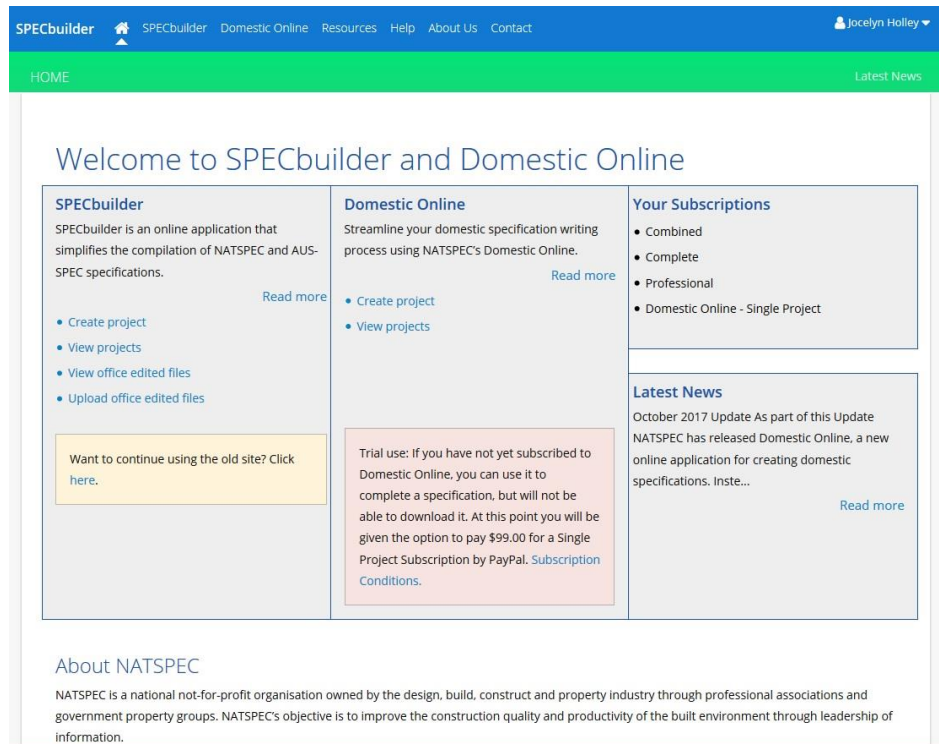 SPECbuilder SPECbuilder Domestic Online Resources Help About Us Contact Jocelyn Holley
HOME Latest News
Welcome to SPECbuilder and Domestic Online
SPECbuilder
SPECbuilder is an online application that
simplifies the compilation of NATSPEC and AUS-
SPEC specifications.
Read more
• Create project
• View projects
• View office edited files
• Upload office edited files
Want to continue using the old site? Click
here.
Domestic Online
Streamline your domestic specification writing
process using NATSPEC's Domestic Online.
Read more
• Create project
• View projects
Trial use: If you have not yet subscribed to
Domestic Online, you can use it to
complete a specification, but will not be
able to download it. At this point you will be
given the option to pay $99.00 for a Single
Project Subscription by PayPal. Subscription
Conditions.
Your Subscriptions
• Combined
• Complete
• Professional
• Domestic Online - Single Project
Latest News
October 2017 Update As part of this Update
NATSPEC has released Domestic Online, a new
online application for creating domestic
specifications. Inste...
Read more
About NATSPEC
NATSPEC is a national not-for-profit organisation owned by the design, build, construct and property industry through professional associations and
government property groups. NATSPEC's objective is to improve the construction quality and productivity of the built environment through leadership of
information.